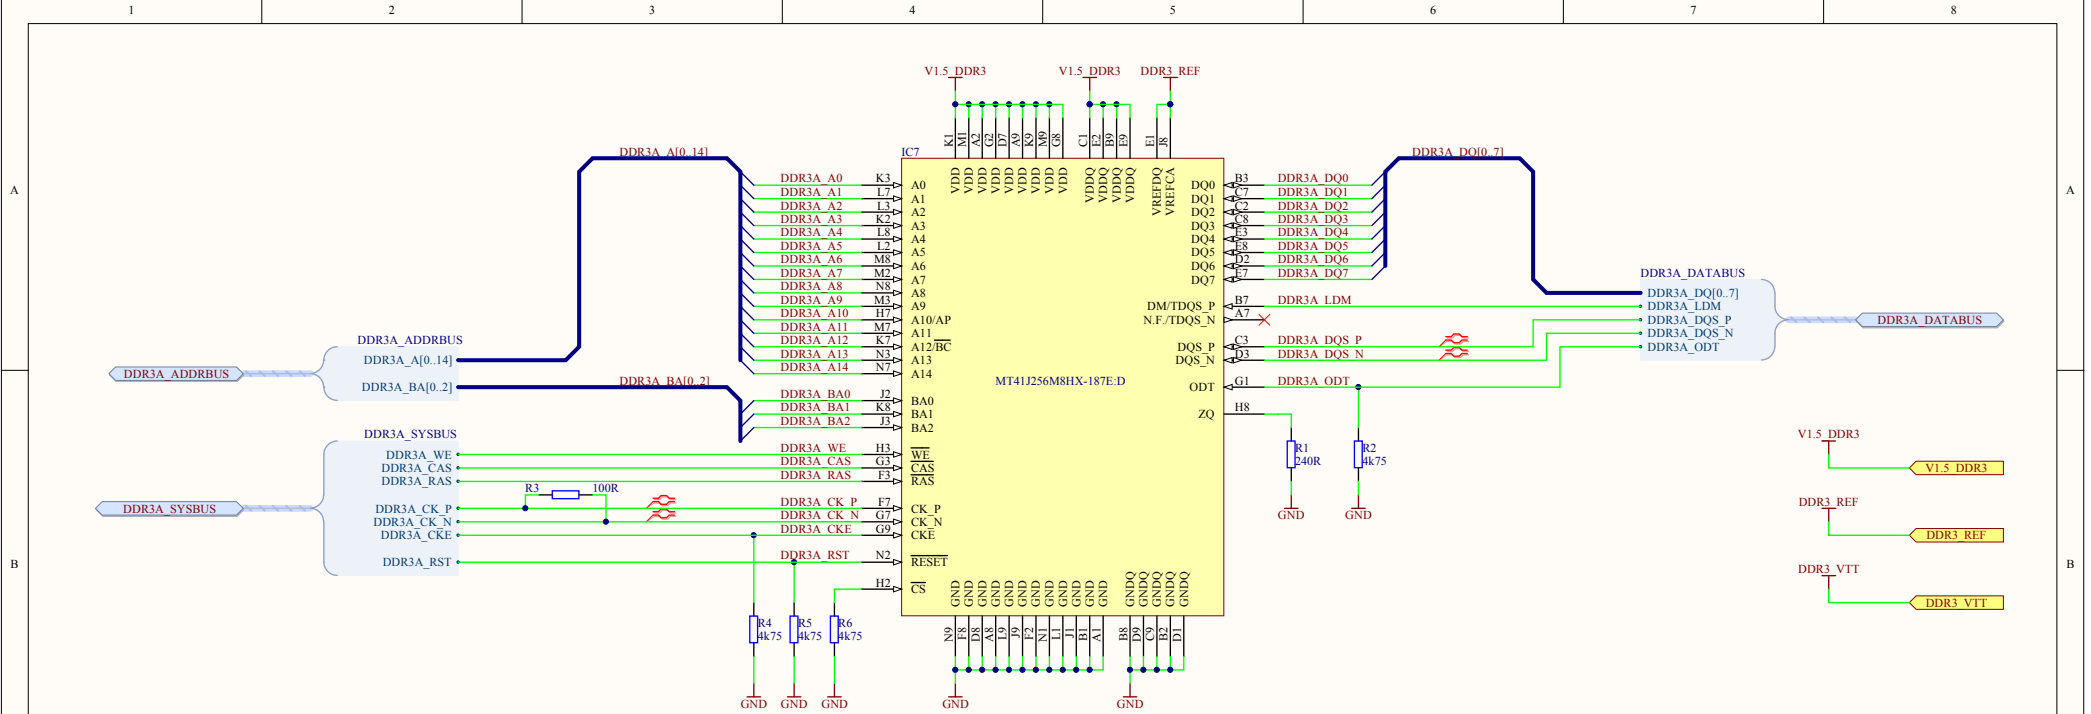 1 2 3 4 5 6 7 8
A A
B B
V1.5_DDR3 V1.5_DDR3 DDR3_REF
K1 M1 A2 G2 D7 A9 K9 M9 G8 C1 E2 B9 E9 E1 J8
VDD VDD VDD VDD VDD VDD VDD VDD VDD VDDQ VDDQ VDDQ VDDQ VREFDQ VREFCA
IC7
MT41J256M8HX-187E:D
DDR3A_A[0..14]
DDR3A_A0 K3 A0
DDR3A_A1 L7 A1
DDR3A_A2 L3 A2
DDR3A_A3 K2 A3
DDR3A_A4 L8 A4
DDR3A_A5 L2 A5
DDR3A_A6 M8 A6
DDR3A_A7 M2 A7
DDR3A_A8 N8 A8
DDR3A_A9 M3 A9
DDR3A_A10 H7 A10/AP
DDR3A_A11 M7 A11
DDR3A_A12 K7 A12/BC
DDR3A_A13 N3 A13
DDR3A_A14 N7 A14
DDR3A_BA[0..2]
DDR3A_BA0 J2 BA0
DDR3A_BA1 K8 BA1
DDR3A_BA2 J3 BA2
DDR3A_WE H3 WE
DDR3A_CAS G3 CAS
DDR3A_RAS F3 RAS
R3 100R
DDR3A_CK_P F7 CK_P
DDR3A_CK_N G7 CK_N
DDR3A_CKE G9 CKE
DDR3A_RST N2 RESET
H2 CS
DDR3A_ADDRBUS
DDR3A_ADDRBUS
DDR3A_A[0..14]
DDR3A_BA[0..2]
DDR3A_SYSBUS
DDR3A_SYSBUS
DDR3A_WE
DDR3A_CAS
DDR3A_RAS
DDR3A_CK_P
DDR3A_CK_N
DDR3A_CKE
DDR3A_RST
R4 4k75
R5 4k75
R6 4k75
GND GND GND
GND GND GND GND GND GND GND GND GND GND GND GND GNDQ GNDQ GNDQ GNDQ GNDQ
N9 F8 D8 A8 L9 J9 F2 N1 L1 J1 B1 A1 B8 D9 C9 B2 D1
GND GND
DDR3A_DQ[0..7]
DQ0 B3 DDR3A_DQ0
DQ1 C7 DDR3A_DQ1
DQ2 C2 DDR3A_DQ2
DQ3 C8 DDR3A_DQ3
DQ4 E3 DDR3A_DQ4
DQ5 E8 DDR3A_DQ5
DQ6 D2 DDR3A_DQ6
DQ7 E7 DDR3A_DQ7
DM/TDQS_P B7 DDR3A_LDM
N.F./TDQS_N A7
DQS_P C3 DDR3A_DQS_P
DQS_N D3 DDR3A_DQS_N
ODT G1 DDR3A_ODT
ZQ H8
R1 240R
R2 4k75
GND GND
DDR3A_DATABUS
DDR3A_DQ[0..7]
DDR3A_LDM
DDR3A_DQS_P
DDR3A_DQS_N
DDR3A_ODT
DDR3A_DATABUS
V1.5_DDR3
V1.5_DDR3
DDR3_REF
DDR3_REF
DDR3_VTT
DDR3_VTT